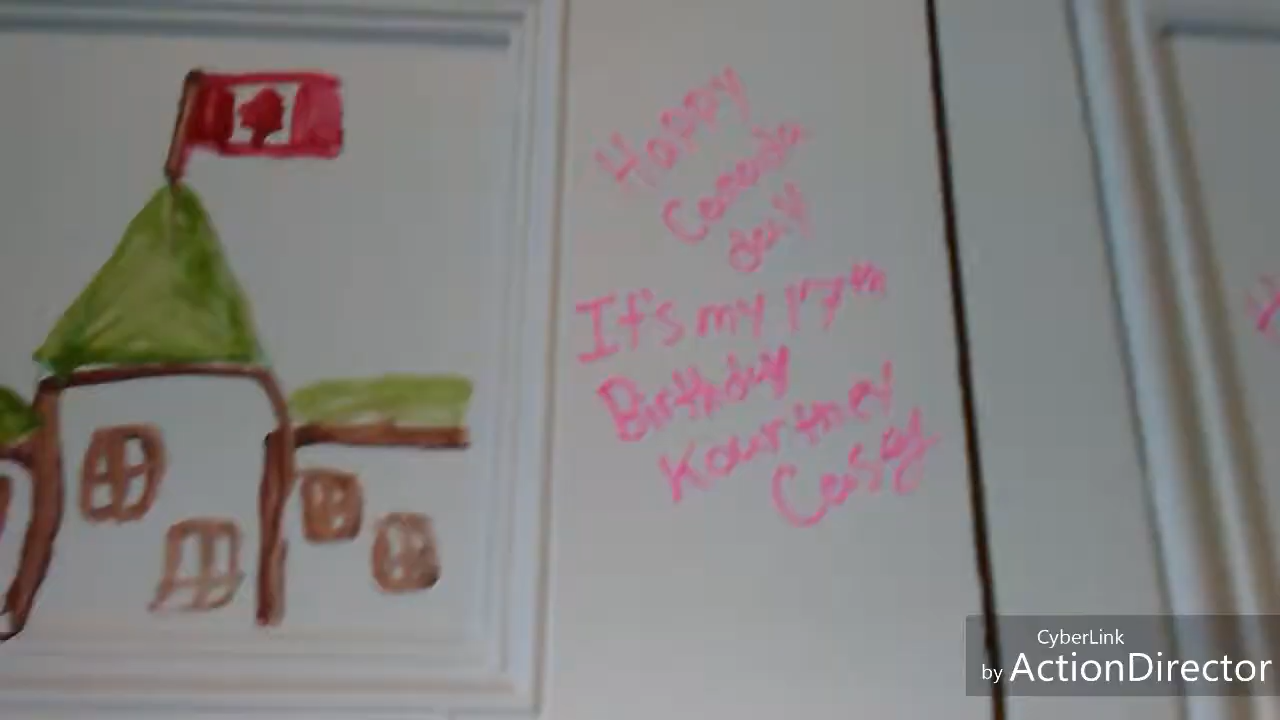 Happy
Canada
day
It's my 17th
Birthday
Kourtney
Casey
CyberLink
by ActionDirector